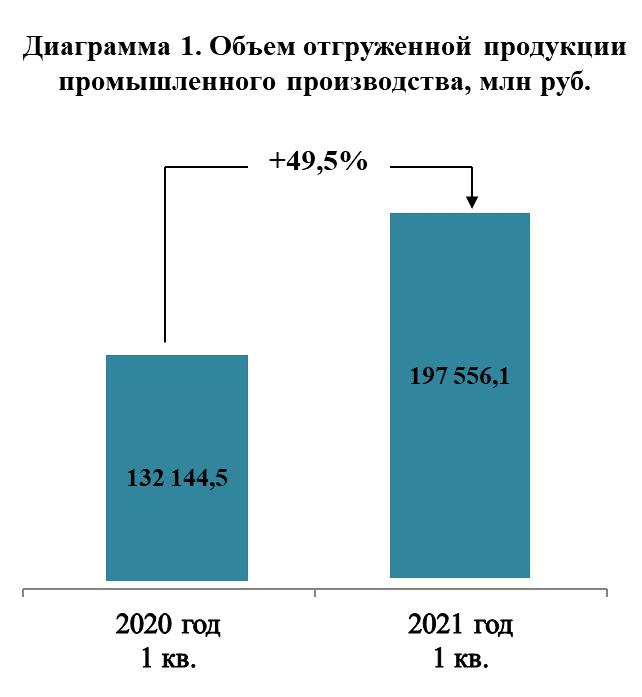 Диаграмма 1. Объем отгруженной продукции
промышленного производства, млн руб.
+49,5%
197 556,1
132 144,5
2020 год
1 кв.
2021 год
1 кв.